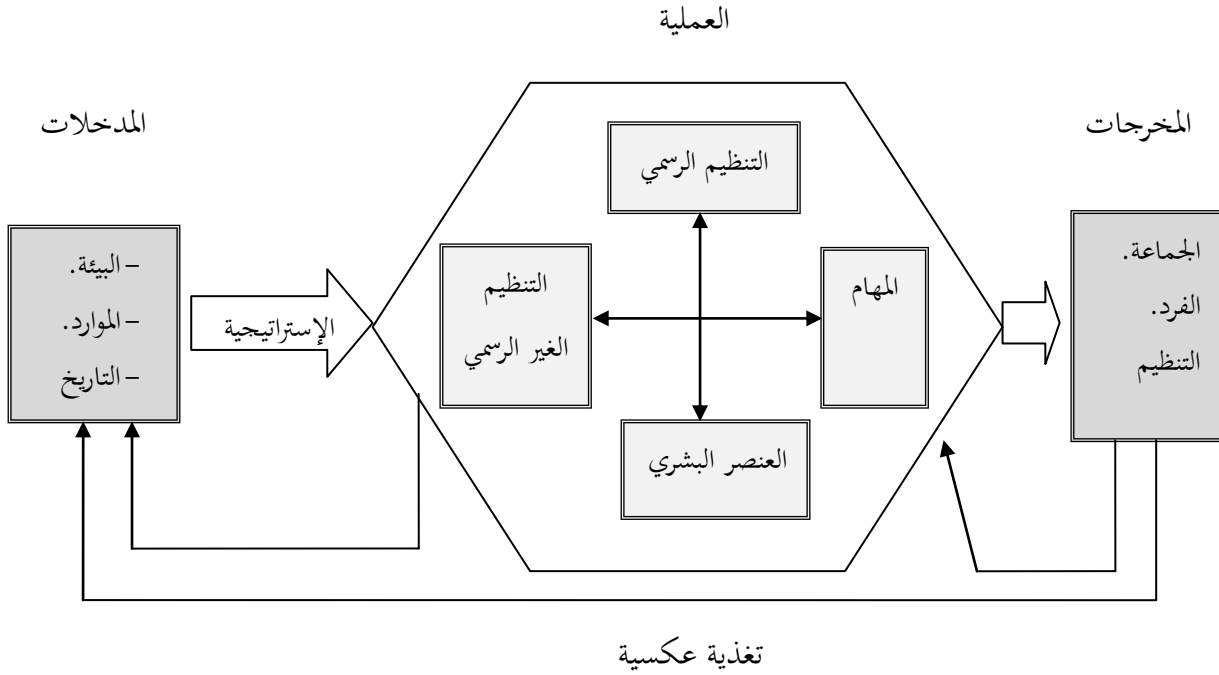 العملية
المدخلات
المخرجات
التنظيم الرسمي
الجماعة.
الفرد.
التنظيم
– البيئة.
– الموارد.
– التاريخ
الإستراتيجية
التنظيم
الغير الرسمي
المهام
العنصر البشري
تغذية عكسية